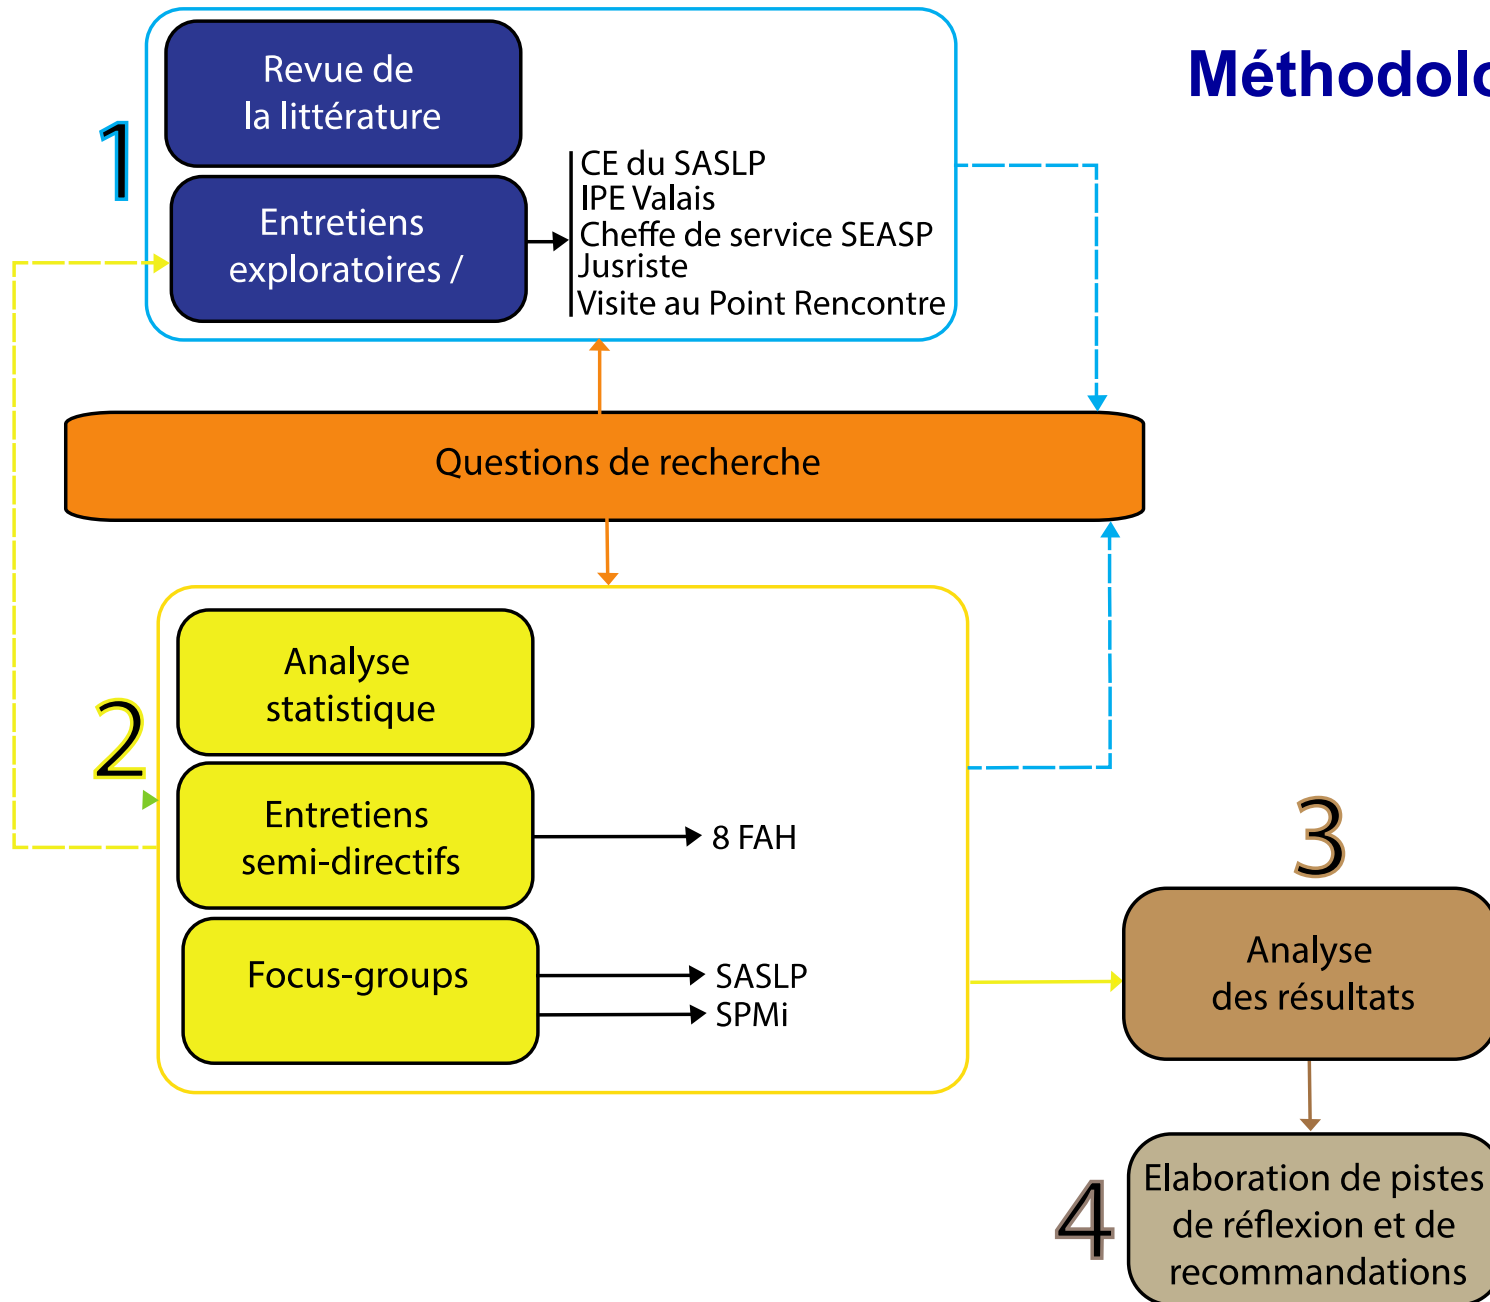 Méthodolo
1
Revue de
la littérature
Entretiens
exploratoires /
CE du SASLP
IPE Valais
Cheffe de service SEASP
Jusriste
Visite au Point Rencontre
Questions de recherche
2
Analyse
statistique
Entretiens
semi-directifs
8 FAH
Focus-groups
SASLP
SPMi
3
Analyse
des résultats
4
Elaboration de pistes
de réflexion et de
recommandations